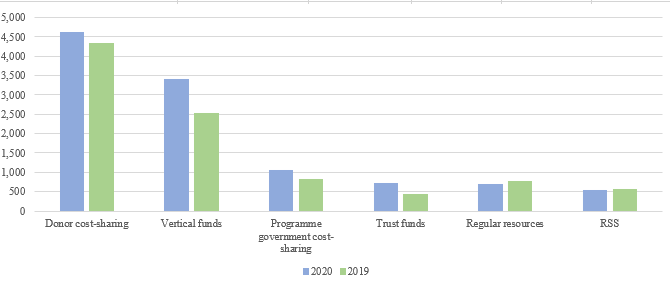 5,000
4,500
4,000
3,500
3,000
2,500
2,000
1,500
1,000
500
0
Donor cost-sharing
Vertical funds
Programme
government cost-
sharing
Trust funds
Regular resources
RSS
2020
2019